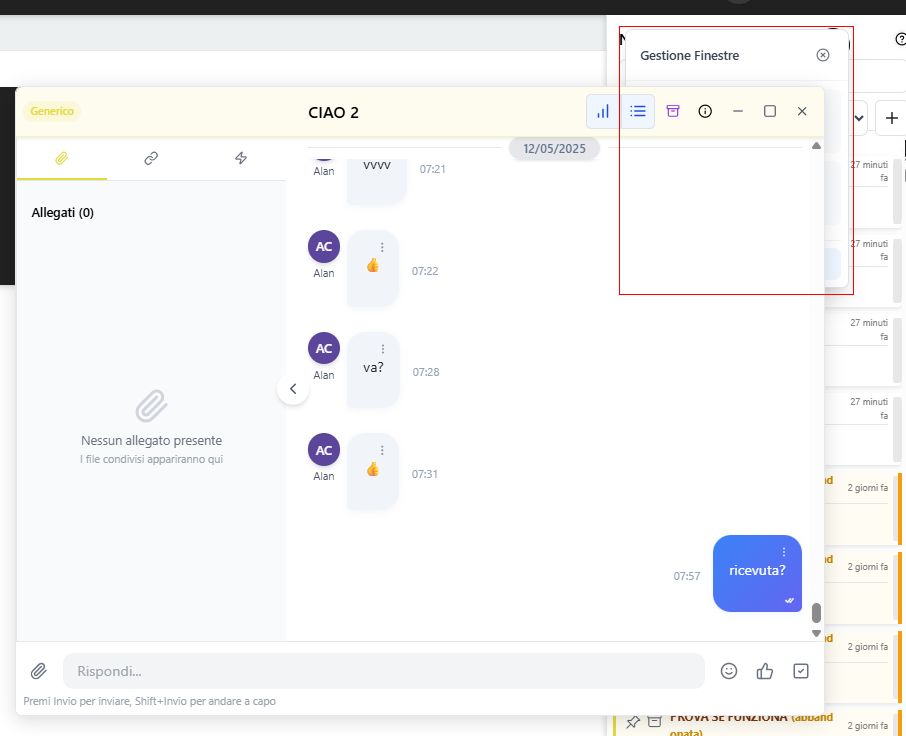 Gestione Finestre
Generico
CIAO 2
12/05/2025
27 minuti
fa
Allegati (0)
vvvv
Alan
07:21
AC
Alan
07:22
27 minuti
fa
AC
Alan
va?
07:28
27 minuti
fa
Nessun allegato presente
I file condivisi appariranno qui
27 minuti
fa
AC
Alan
07:31
2 giorni fa
ricevuta?
07:57
2 giorni fa
2 giorni fa
Rispondi...
Premi Invio per inviare, Shift+Invio per andare a capo
PROVA SE FUNZIONA (abband
onata)
2 giorni fa